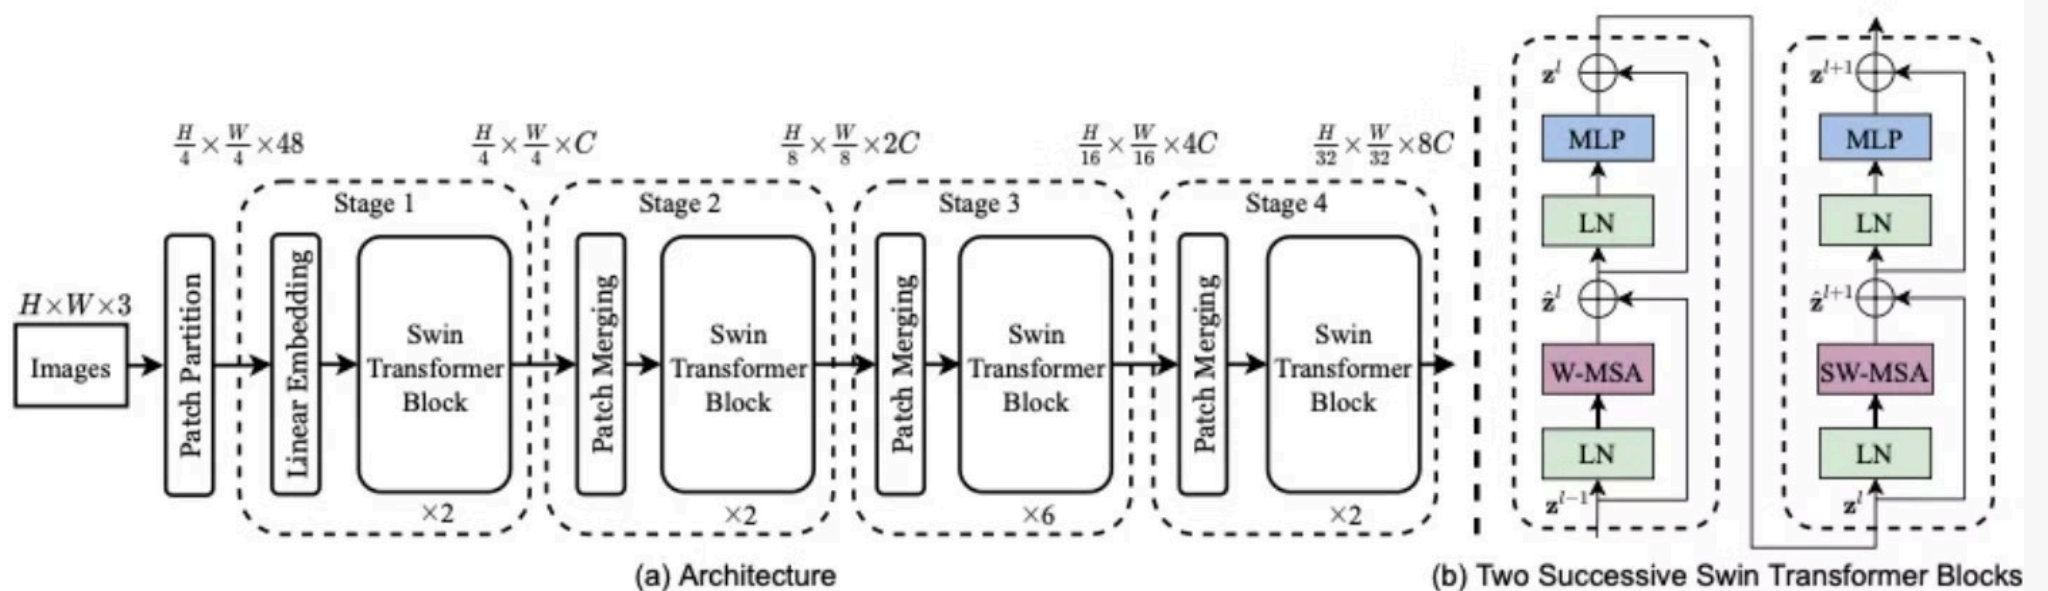 H/4 × W/4 × 48
H/4 × W/4 × C
H/8 × W/8 × 2C
H/16 × W/16 × 4C
H/32 × W/32 × 8C
Stage 1
Stage 2
Stage 3
Stage 4
H×W×3
Images
Patch Partition
Linear Embedding
Swin
Transformer
Block
×2
Patch Merging
Swin
Transformer
Block
×2
Patch Merging
Swin
Transformer
Block
×6
Patch Merging
Swin
Transformer
Block
×2
(a) Architecture
z^l
MLP
LN
ẑ^l
W-MSA
LN
z^{l-1}
z^{l+1}
MLP
LN
ẑ^{l+1}
SW-MSA
LN
z^l
(b) Two Successive Swin Transformer Blocks